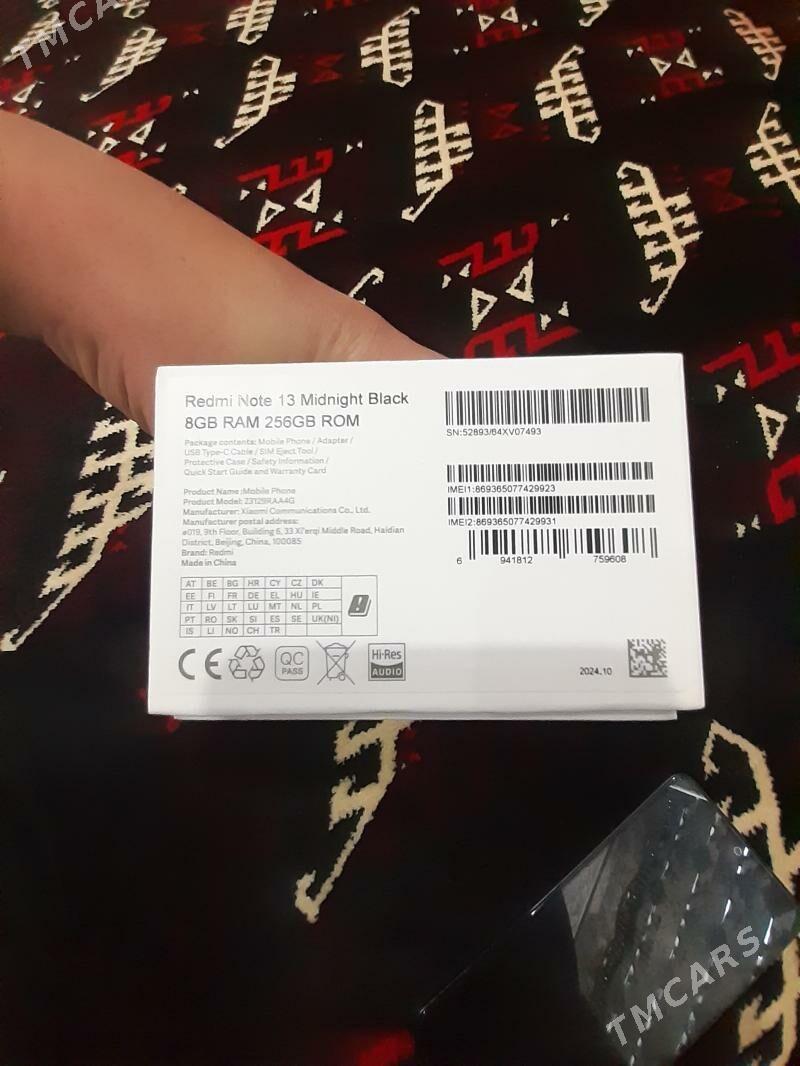 TMCARS
Redmi Note 13 Midnight Black
8GB RAM 256GB ROM
Package contents: Mobile Phone / Adapter /
USB Type-C Cable / SIM Eject Tool /
Protective Case / Safety Information /
Quick Start Guide and Warranty Card
Product Name :Mobile Phone
Product Model: 23129RAA4G
Manufacturer: Xiaomi Communications Co., Ltd.
Manufacturer postal address:
#019, 9th Floor, Building 6, 33 Xi'erqi Middle Road, Haidian
District, Beijing, China, 100085
Brand: Redmi
Made in China
SN:52893/64XV07493
IMEI1:869365077429923
IMEI2:869365077429931
6 941812 759608
AT BE BG HR CY CZ DK
EE FI FR DE EL HU IE
IT LV LT LU MT NL PL
PT RO SK SI ES SE UK(NI)
IS LI NO CH TR
CE
QC
PASS
Hi-Res
AUDIO
2024.10
TMCARS